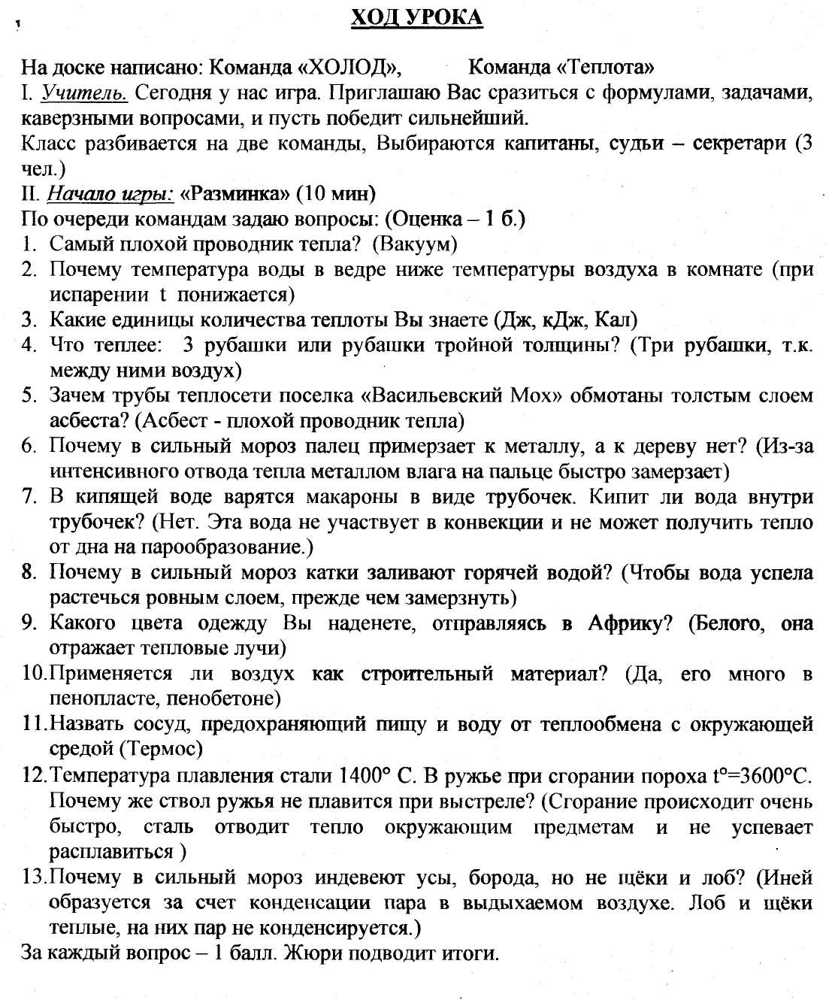 ХОД УРОКА
На доске написано: Команда «ХОЛОД», Команда «Теплота»
I. Учитель. Сегодня у нас игра. Приглашаю Вас сразиться с формулами, задачами,
каверзными вопросами, и пусть победит сильнейший.
Класс разбивается на две команды, Выбираются капитаны, судьи – секретари (3
чел.)
II. Начало игры: «Разминка» (10 мин)
По очереди командам задаю вопросы: (Оценка – 1 б.)
1. Самый плохой проводник тепла? (Вакуум)
2. Почему температура воды в ведре ниже температуры воздуха в комнате (при
испарении t понижается)
3. Какие единицы количества теплоты Вы знаете (Дж, кДж, Кал)
4. Что теплее: 3 рубашки или рубашки тройной толщины? (Три рубашки, т.к.
между ними воздух)
5. Зачем трубы теплосети поселка «Васильевский Мох» обмотаны толстым слоем
асбеста? (Асбест - плохой проводник тепла)
6. Почему в сильный мороз палец примерзает к металлу, а к дереву нет? (Из-за
интенсивного отвода тепла металлом влага на пальце быстро замерзает)
7. В кипящей воде варятся макароны в виде трубочек. Кипит ли вода внутри
трубочек? (Нет. Эта вода не участвует в конвекции и не может получить тепло
от дна на парообразование.)
8. Почему в сильный мороз катки заливают горячей водой? (Чтобы вода успела
растечься ровным слоем, прежде чем замерзнуть)
9. Какого цвета одежду Вы наденете, отправляясь в Африку? (Белого, она
отражает тепловые лучи)
10.Применяется ли воздух как строительный материал? (Да, его много в
пенопласте, пенобетоне)
11.Назвать сосуд, предохраняющий пищу и воду от теплообмена с окружающей
средой (Термос)
12.Температура плавления стали 1400° С. В ружье при сгорании пороха t°=3600°С.
Почему же ствол ружья не плавится при выстреле? (Сгорание происходит очень
быстро, сталь отводит тепло окружающим предметам и не успевает
расплавиться )
13.Почему в сильный мороз индевеют усы, борода, но не щёки и лоб? (Иней
образуется за счет конденсации пара в выдыхаемом воздухе. Лоб и щёки
теплые, на них пар не конденсируется.)
За каждый вопрос – 1 балл. Жюри подводит итоги.